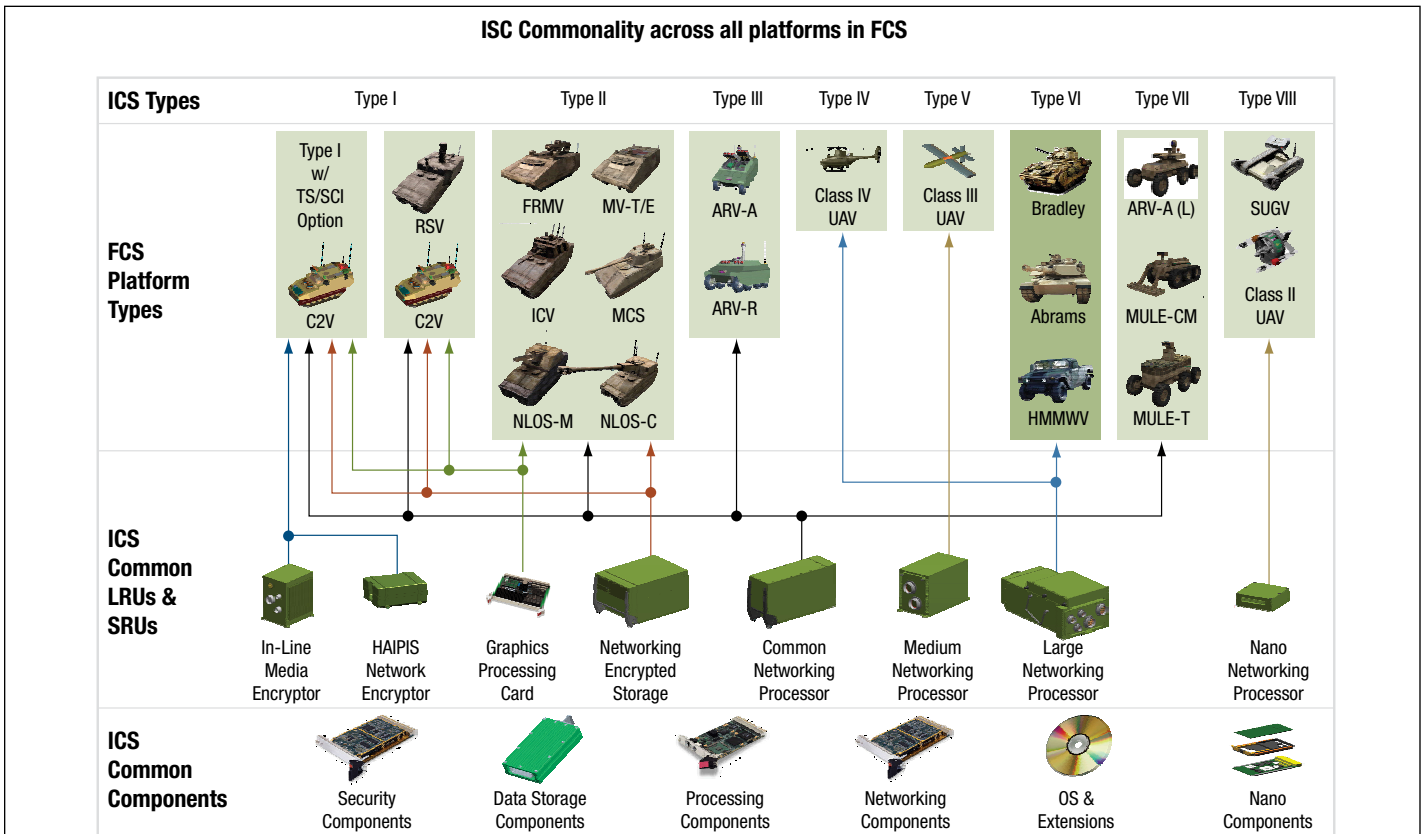 ISC Commonality across all platforms in FCS
ICS Types
Type I
Type II
Type III
Type IV
Type V
Type VI
Type VII
Type VIII
FCS
Platform
Types
Type I
w/
TS/SCI
Option
C2V
RSV
C2V
FRMV
MV-T/E
ICV
MCS
NLOS-M
NLOS-C
ARV-A
ARV-R
Class IV
UAV
Class III
UAV
Bradley
Abrams
HMMWV
ARV-A (L)
MULE-CM
MULE-T
SUGV
Class II
UAV
ICS
Common
LRUs &
SRUs
In-Line
Media
Encryptor
HAIPIS
Network
Encryptor
Graphics
Processing
Card
Networking
Encrypted
Storage
Common
Networking
Processor
Medium
Networking
Processor
Large
Networking
Processor
Nano
Networking
Processor
ICS
Common
Components
Security
Components
Data Storage
Components
Processing
Components
Networking
Components
OS &
Extensions
Nano
Components